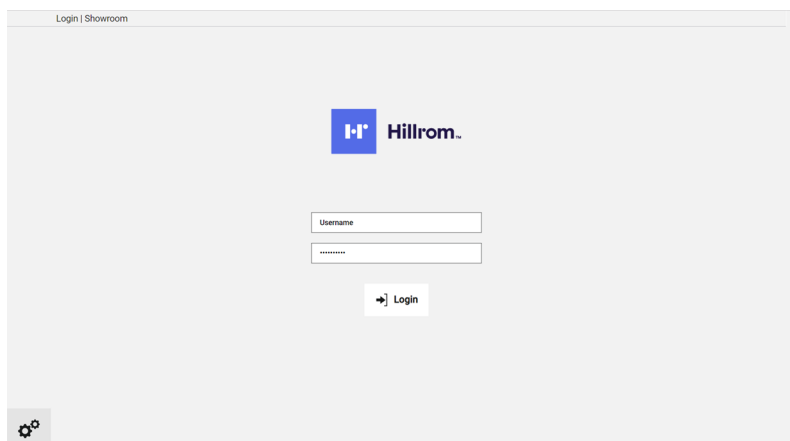 Login | Showroom
Hillrom™
Username
••••••••••
Login